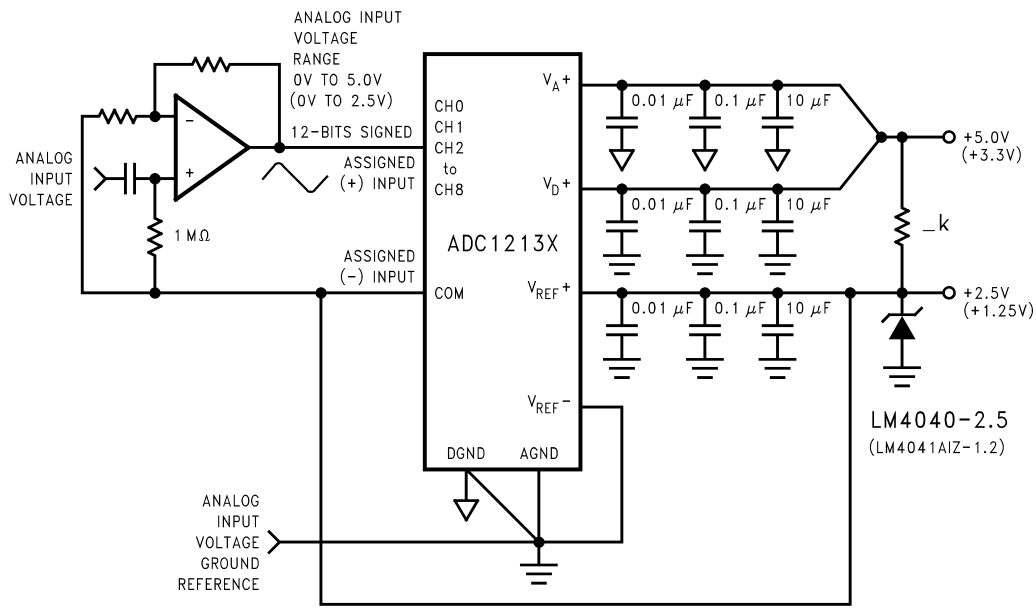 ANALOG INPUT
VOLTAGE
RANGE
0V TO 5.0V
(0V TO 2.5V)
12-BITS SIGNED
ASSIGNED
(+) INPUT
ANALOG
INPUT
VOLTAGE
−
+
1 MΩ
ASSIGNED
(−) INPUT
CH0
CH1
CH2
to
CH8
COM
ADC1213X
VA+
VD+
VREF+
VREF−
DGND
AGND
0.01 μF
0.1 μF
10 μF
0.01 μF
0.1 μF
10 μF
0.01 μF
0.1 μF
10 μF
+5.0V
(+3.3V)
_k
+2.5V
(+1.25V)
LM4040-2.5
(LM4041AIZ-1.2)
ANALOG
INPUT
VOLTAGE
GROUND
REFERENCE